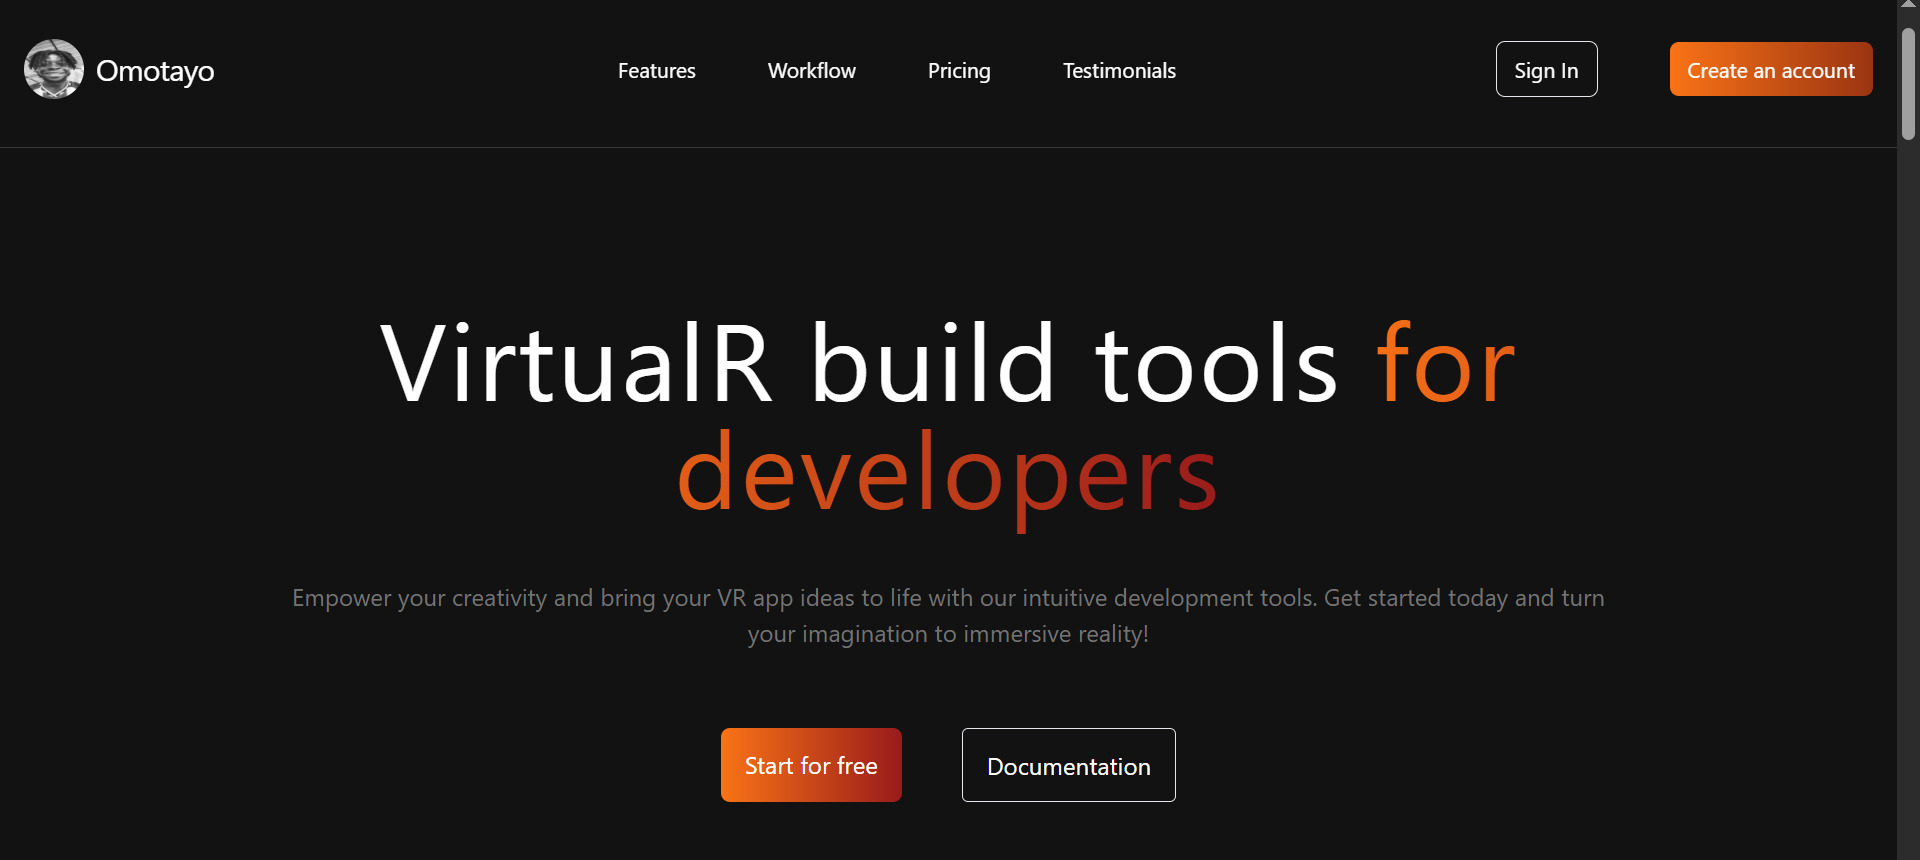 Omotayo
Features
Workflow
Pricing
Testimonials
Sign In
Create an account
VirtualR build tools for
developers
Empower your creativity and bring your VR app ideas to life with our intuitive development tools. Get started today and turn
your imagination to immersive reality!
Start for free
Documentation